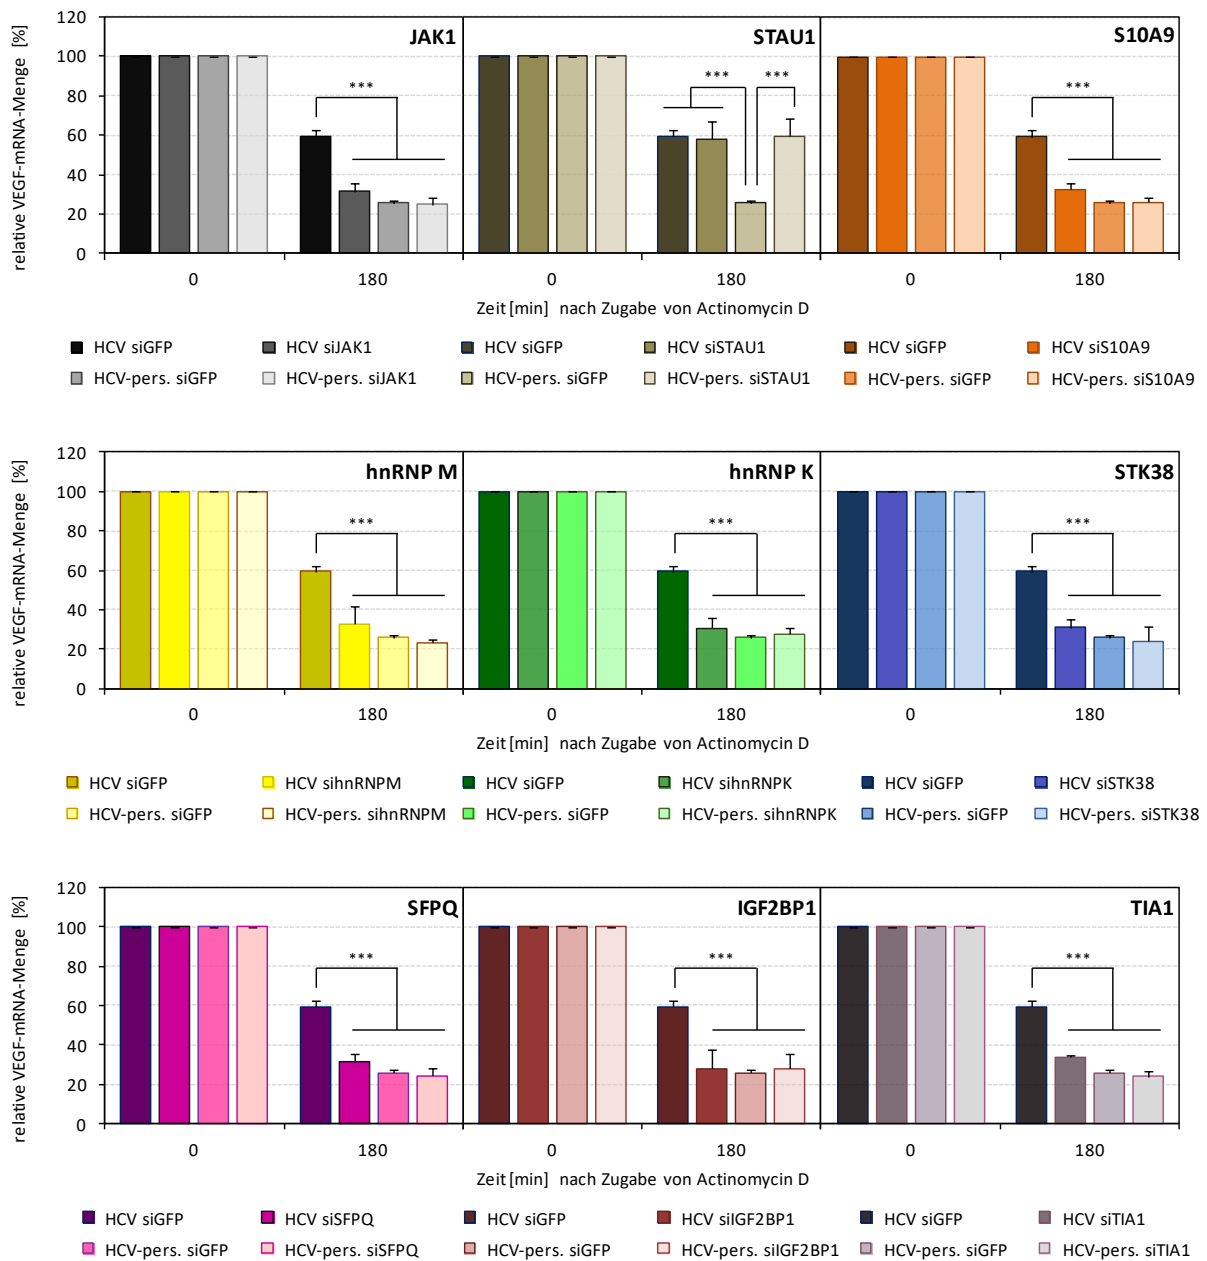 relative VEGF-mRNA-Menge [%]
JAK1 STAU1 S10A9
120
100
80
60
40
20
0
*** *** *** ***
0 180 0 180 0 180
Zeit [min] nach Zugabe von Actinomycin D
HCV siGFP HCV siJAK1 HCV siGFP HCV siSTAU1 HCV siGFP HCV siS10A9
HCV-pers. siGFP HCV-pers. siJAK1 HCV-pers. siGFP HCV-pers. siSTAU1 HCV-pers. siGFP HCV-pers. siS10A9
relative VEGF-mRNA-Menge [%]
hnRNP M hnRNP K STK38
120
100
80
60
40
20
0
*** *** ***
0 180 0 180 0 180
Zeit [min] nach Zugabe von Actinomycin D
HCV siGFP HCV sihnRNPM HCV siGFP HCV sihnRNPK HCV siGFP HCV siSTK38
HCV-pers. siGFP HCV-pers. sihnRNPM HCV-pers. siGFP HCV-pers. sihnRNPK HCV-pers. siGFP HCV-pers. siSTK38
relative VEGF-mRNA-Menge [%]
SFPQ IGF2BP1 TIA1
120
100
80
60
40
20
0
*** *** ***
0 180 0 180 0 180
Zeit [min] nach Zugabe von Actinomycin D
HCV siGFP HCV siSFPQ HCV siGFP HCV siIGF2BP1 HCV siGFP HCV siTIA1
HCV-pers. siGFP HCV-pers. siSFPQ HCV-pers. siGFP HCV-pers. siIGF2BP1 HCV-pers. siGFP HCV-pers. siTIA1